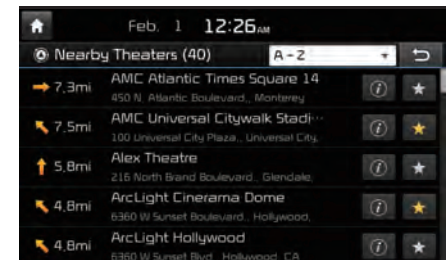 Feb. 1 12:26AM
Nearby Theaters (40) A-Z
7.3mi AMC Atlantic Times Square 14
450 N. Atlantic Boulevard., Monterey
7.5mi AMC Universal Citywalk Stadi...
100 Universal City Plaza., Universal City,
5.8mi Alex Theatre
216 North Brand Boulevard., Glendale,
4.8mi ArcLight Cinerama Dome
6360 W Sunset Boulevard., Hollywood,
4.8mi ArcLight Hollywood
6360 W Sunset Blvd., Hollywood, CA